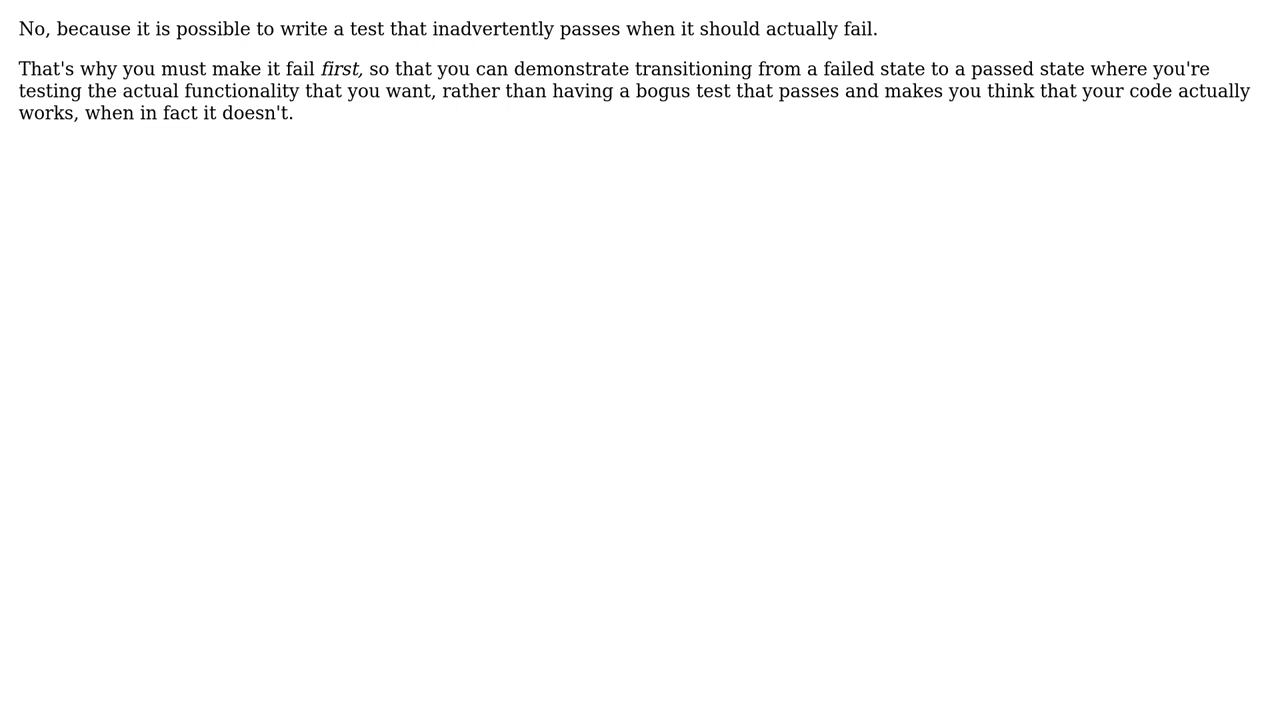 No, because it is possible to write a test that inadvertently passes when it should actually fail.
That's why you must make it fail first, so that you can demonstrate transitioning from a failed state to a passed state where you're
testing the actual functionality that you want, rather than having a bogus test that passes and makes you think that your code actually
works, when in fact it doesn't.